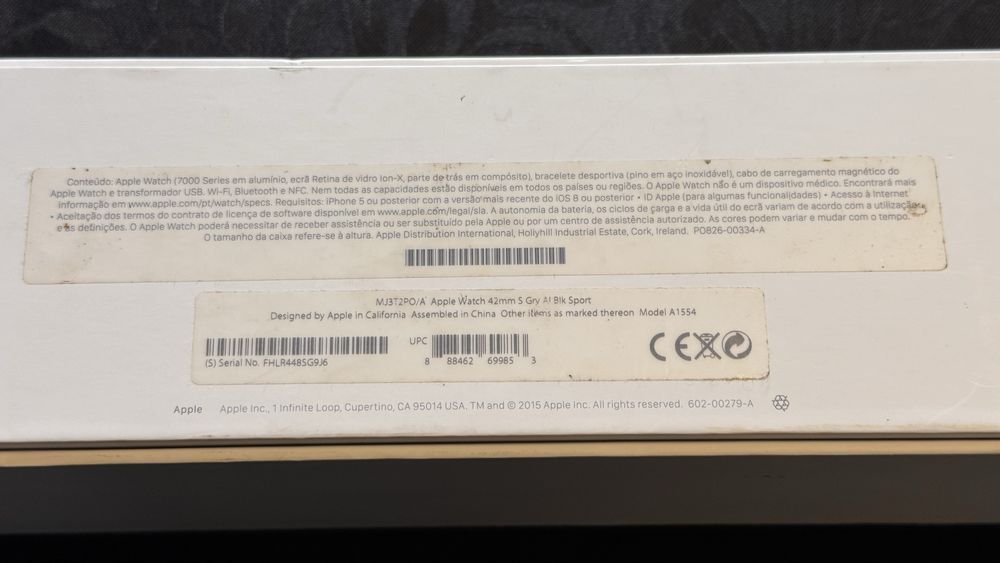 Conteúdo: Apple Watch (7000 Series em alumínio, ecrã Retina de vidro Ion-X, parte de trás em compósito), bracelete desportiva (pino em aço inoxidável), cabo de carregamento magnético do
Apple Watch e transformador USB. Wi-Fi, Bluetooth e NFC. Nem todas as capacidades estão disponíveis em todos os países ou regiões. O Apple Watch não é um dispositivo médico. Encontrará mais
informação em www.apple.com/pt/watch/specs. Requisitos: iPhone 5 ou posterior com a versão mais recente do iOS 8 ou posterior • ID Apple (para algumas funcionalidades) • Acesso à Internet
• Aceitação dos termos do contrato de licença de software disponível em www.apple.com/legal/sla. A autonomia da bateria, os ciclos de carga e a vida útil do ecrã variam de acordo com a utilização
e as definições. O Apple Watch poderá necessitar de receber assistência ou ser substituído pela Apple ou por um centro de assistência autorizado. As cores podem variar e mudar com o tempo.
O tamanho da caixa refere-se à altura. Apple Distribution International, Hollyhill Industrial Estate, Cork, Ireland. P0826-00334-A
MJ3T2PO/A Apple Watch 42mm S Gry Al Blk Sport
Designed by Apple in California Assembled in China Other items as marked thereon Model A1554
UPC
8 88462 69985 3
(S) Serial No. FHLR448SG9J6
CE
Apple Apple Inc., 1 Infinite Loop, Cupertino, CA 95014 USA. TM and © 2015 Apple Inc. All rights reserved. 602-00279-A